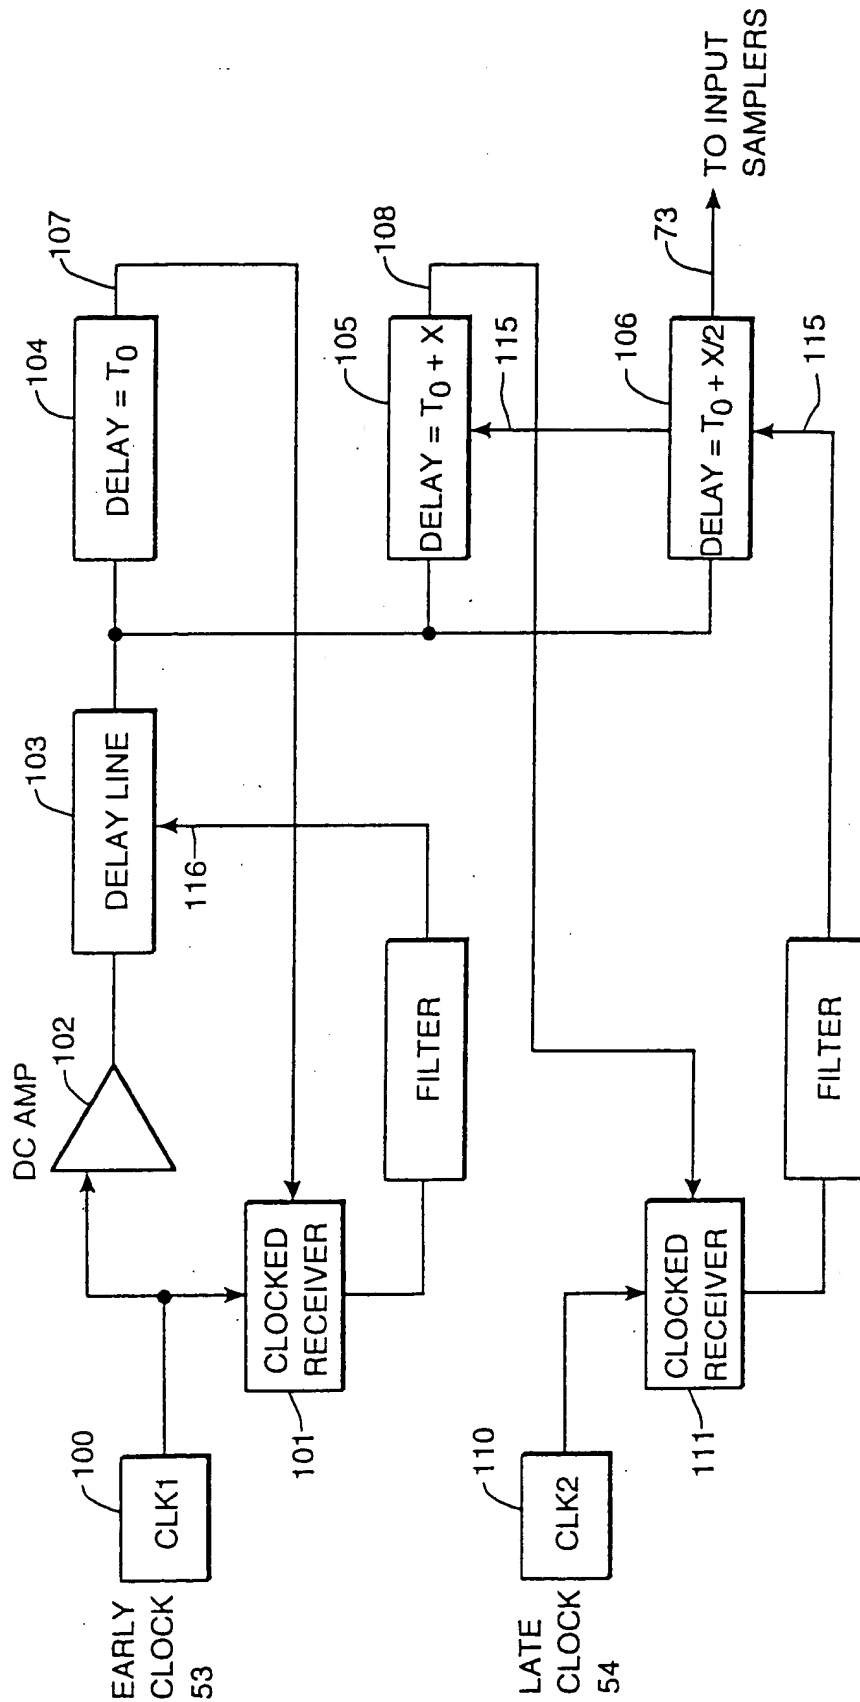 EARLY
CLOCK
53
100
CLK1
101
CLOCKED
RECEIVER
DC AMP
102
FILTER
116
103
DELAY LINE
104
DELAY = T₀
107
105
DELAY = T₀ + X
108
115
106
DELAY = T₀ + X/2
115
73
TO INPUT
SAMPLERS
LATE
CLOCK
54
110
CLK2
111
CLOCKED
RECEIVER
FILTER